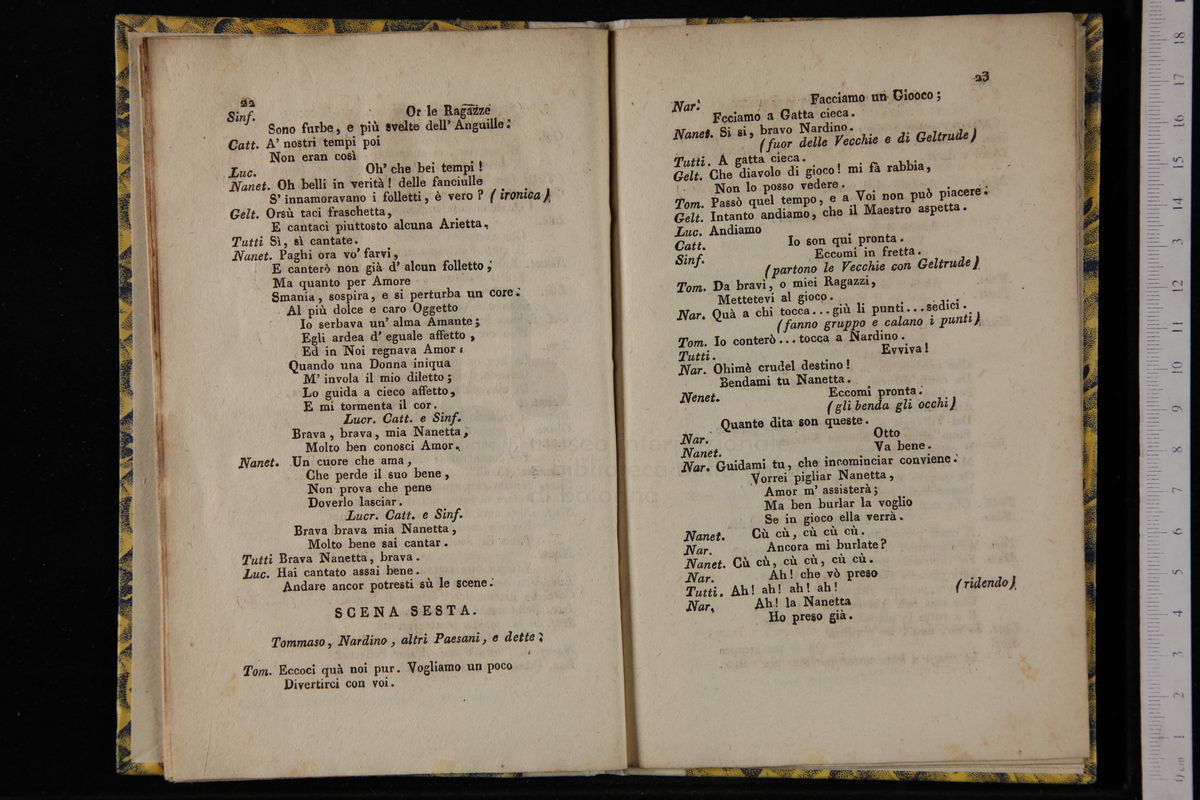 22
Or le Ragazze
Sinf.
Sono furbe, e più svelte dell' Anguille.
Catt. A' nostri tempi poi
Non eran così
Luc. Oh' che bei tempi!
Nanet. Oh belli in verità! delle fanciulle
S' innamoravano i folletti, è vero? (ironica)
Gelt. Orsù taci fraschetta,
E cantaci piuttosto alcuna Arietta.
Tutti Sì, sì cantate.
Nanet. Paghi ora vo' farvi,
E canterò non già d' alcun folletto;
Ma quanto per Amore
Smania, sospira, e si perturba un core.
Al più dolce e caro Oggetto
Io serbava un' alma Amante;
Egli ardea d' eguale affetto,
Ed in Noi regnava Amor:
Quando una Donna iniqua
M' invola il mio diletto;
Lo guida a cieco affetto,
E mi tormenta il cor.
Lucr. Catt. e Sinf.
Brava, brava, mia Nanetta,
Molto ben conosci Amor.
Nanet. Un cuore che ama,
Che perde il suo bene,
Non prova che pene
Doverlo lasciar.
Lucr. Catt. e Sinf.
Brava brava mia Nanetta,
Molto bene sai cantar.
Tutti Brava Nanetta, brava.
Luc. Hai cantato assai bene.
Andare ancor potresti sù le scene.
SCENA SESTA.
Tommaso, Nardino, altri Paesani, e dette.
Tom. Eccoci quà noi pur. Vogliamo un poco
Divertirci con voi.
23
Nar. Facciamo un Giooco;
Fcciamo a Gatta cieca.
Nanet. Si si, bravo Nardino.
(fuor delle Vecchie e di Geltrude)
Tutti. A gatta cieca.
Gelt. Che diavolo di gioco! mi fà rabbia,
Non lo posso vedere.
Tom. Passò quel tempo, e a Voi non può piacere.
Gelt. Intanto andiamo, che il Maestro aspetta.
Luc. Andiamo
Catt. Io son qui pronta.
Sinf. Eccomi in fretta.
(partono le Vecchie con Geltrude)
Tom. Da bravi, o miei Ragazzi,
Mettetevi al gioco.
Nar. Quà a chi tocca... giù li punti... sedici.
(fanno gruppo e calano i punti)
Tom. Io conterò... tocca a Nardino.
Tutti. Evviva!
Nar. Ohimè crudel destino!
Bendami tu Nanetta.
Nenet. Eccomi pronta.
(gli benda gli occhi)
Quante dita son queste.
Nar. Otto
Nanet. Va bene.
Nar. Guidami tu, che incominciar conviene.
Vorrei pigliar Nanetta,
Amor m' assisterà;
Ma ben burlar la voglio
Se in gioco ella verrà.
Nanet. Cù cù, cù cù cù.
Nar. Ancora mi burlate?
Nanet. Cù cù, cù cù, cù cù.
Nar. Ah! che vò preso
Tutti. Ah! ah! ah! ah! (ridendo)
Nar. Ah! la Nanetta
Ho preso già.